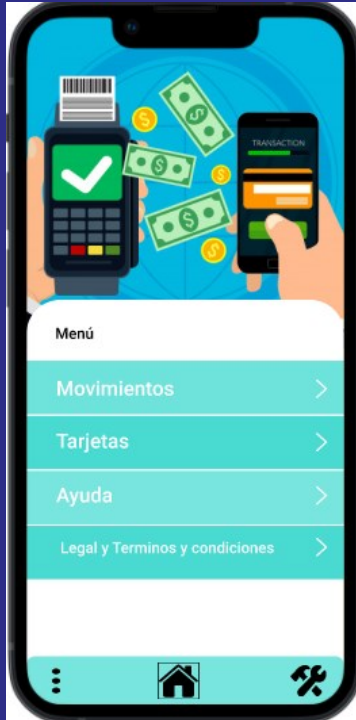 TRANSACTION
Menú
Movimientos
Tarjetas
Ayuda
Legal y Terminos y condiciones